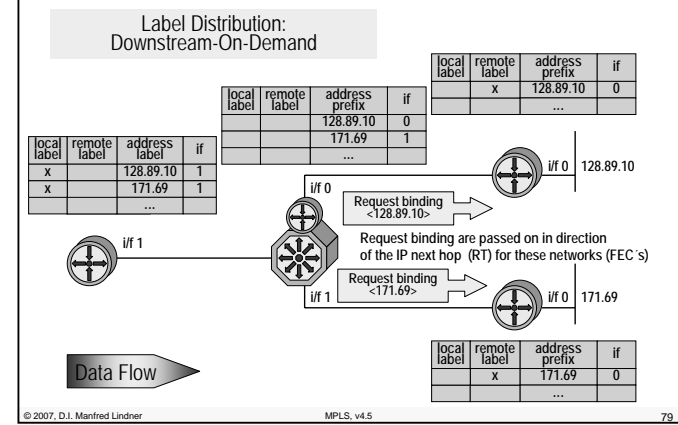 Label Distribution:
Downstream-On-Demand
local label remote label address prefix if
x 128.89.10 0
...
local label remote label address prefix if
128.89.10 0
171.69 1
...
local label remote label address label if
x 128.89.10 1
x 171.69 1
...
i/f 0 128.89.10
i/f 0
Request binding
<128.89.10>
Request binding are passed on in direction
of the IP next hop (RT) for these networks (FEC´s)
i/f 1
Request binding
<171.69>
i/f 1
i/f 0 171.69
local label remote label address prefix if
x 171.69 0
...
Data Flow
© 2007, D.I. Manfred Lindner MPLS, v4.5 79